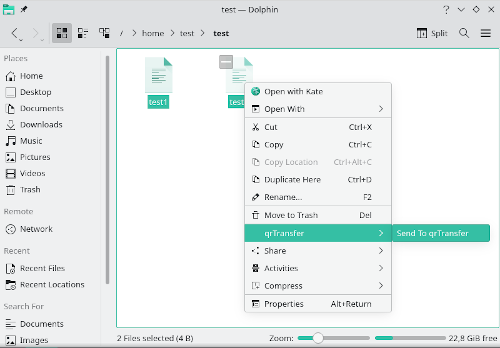 test — Dolphin
/ > home > test > test
Split
Places
Home
Desktop
Documents
Downloads
Music
Pictures
Videos
Trash
Remote
Network
Recent
Recent Files
Recent Locations
Search For
Documents
Images
test1
test
Open with Kate
Open With
Cut Ctrl+X
Copy Ctrl+C
Copy Location Ctrl+Alt+C
Duplicate Here Ctrl+D
Rename... F2
Move to Trash Del
qrTransfer
Send To qrTransfer
Share
Activities
Compress
Properties Alt+Return
2 Files selected (4 B)
Zoom:
22,8 GiB free